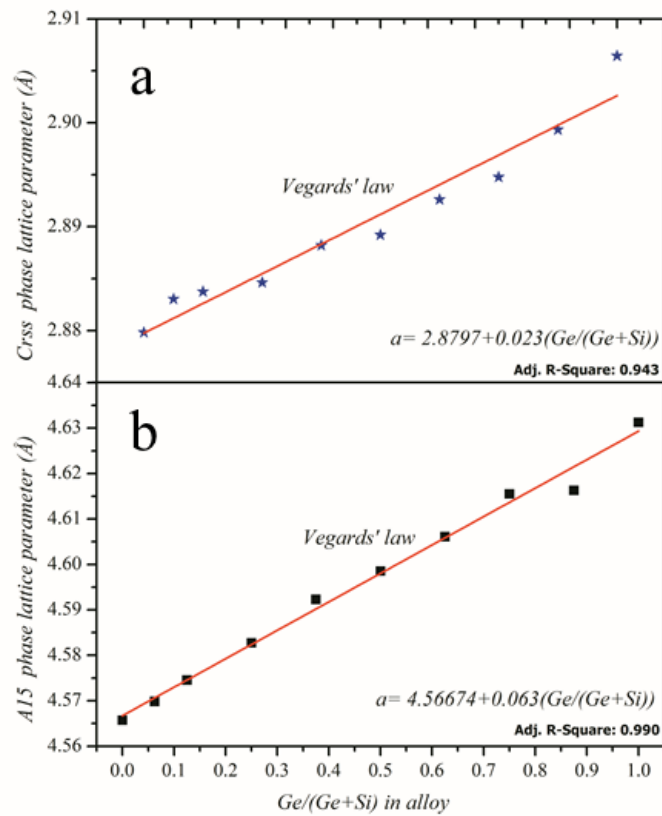 2.91
a
2.90
Vegards' law
2.89
2.88
a= 2.8797+0.023(Ge/(Ge+Si))
Adj. R-Square: 0.943
Crss phase lattice parameter (Å)
4.64
b
4.63
4.62
4.61
Vegards' law
4.60
4.59
4.58
4.57
a= 4.56674+0.063(Ge/(Ge+Si))
Adj. R-Square: 0.990
4.56
A15 phase lattice parameter (Å)
0.0 0.1 0.2 0.3 0.4 0.5 0.6 0.7 0.8 0.9 1.0
Ge/(Ge+Si) in alloy